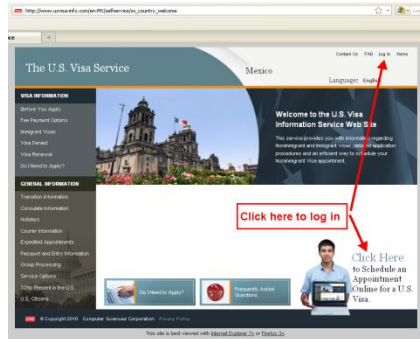 http://www.usvisa-info.com/en-MX/selfservice/us_country_welcome
Contact Us FAQ Log In Home
The U.S. Visa Service
Mexico
Language: English
VISA INFORMATION
Before You Apply
Fee Payment Options
Immigrant Visas
Visa Denied
Visa Renewal
Do I Need to Apply?
Welcome to the U.S. Visa
Information Service Web Site
This service provides you with information regarding
Nonimmigrant and Immigrant visas, detailed application
procedures and an efficient way to schedule your
Nonimmigrant Visa appointment.
GENERAL INFORMATION
Transition Information
Consulate Information
Holidays
Courier Information
Expedited Appointments
Passport and Entry Information
Group Processing
Service Options
TCNs Present in the U.S.
U.S. Citizens
Click here to log in
Click Here
to Schedule an
Appointment
Online for a U.S.
Visa.
Do I Need to Apply?
Frequently Asked
Questions
© Copyright 2010 Computer Sciences Corporation Privacy Policy
This site is best viewed with Internet Explorer 7+ or Firefox 3+